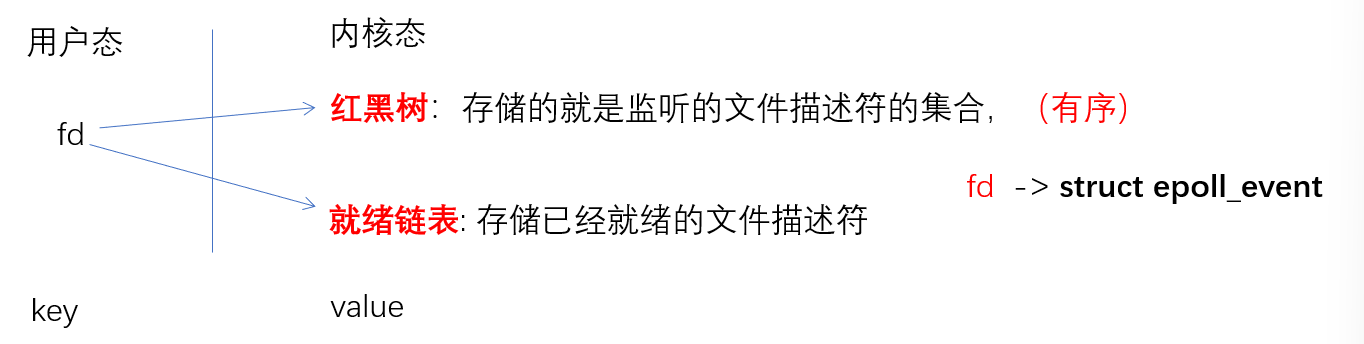 用户态
内核态
红黑树：存储的就是监听的文件描述符的集合，（有序）
fd
fd -> struct epoll_event
就绪链表: 存储已经就绪的文件描述符
key
value